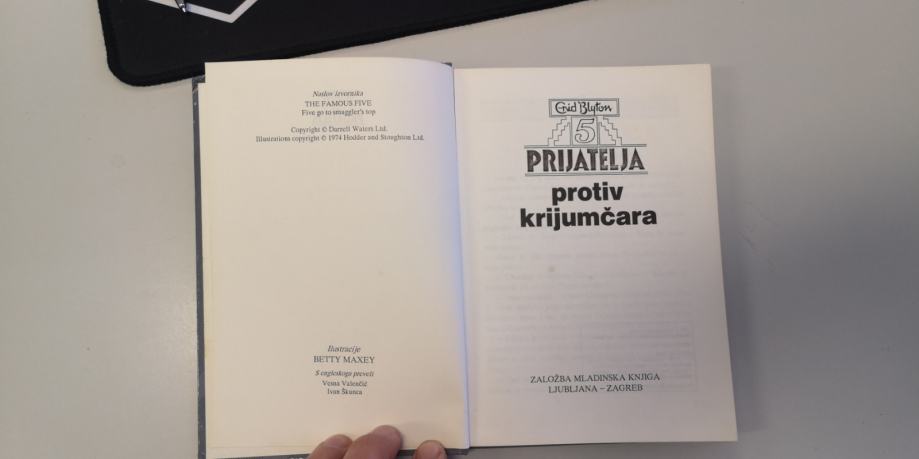 Naslov izvornika
THE FAMOUS FIVE
Five go to smuggler's top
Copyright © Darrell Waters Ltd.
Illustrations copyright © 1974 Hodder and Stoughton Ltd.
Ilustracije
BETTY MAXEY
S engleskoga preveli
Vesna Valenčić
Ivan Škunca
Enid Blyton
5
PRIJATELJA
protiv
krijumčara
ZALOŽBA MLADINSKA KNJIGA
LJUBLJANA – ZAGREB